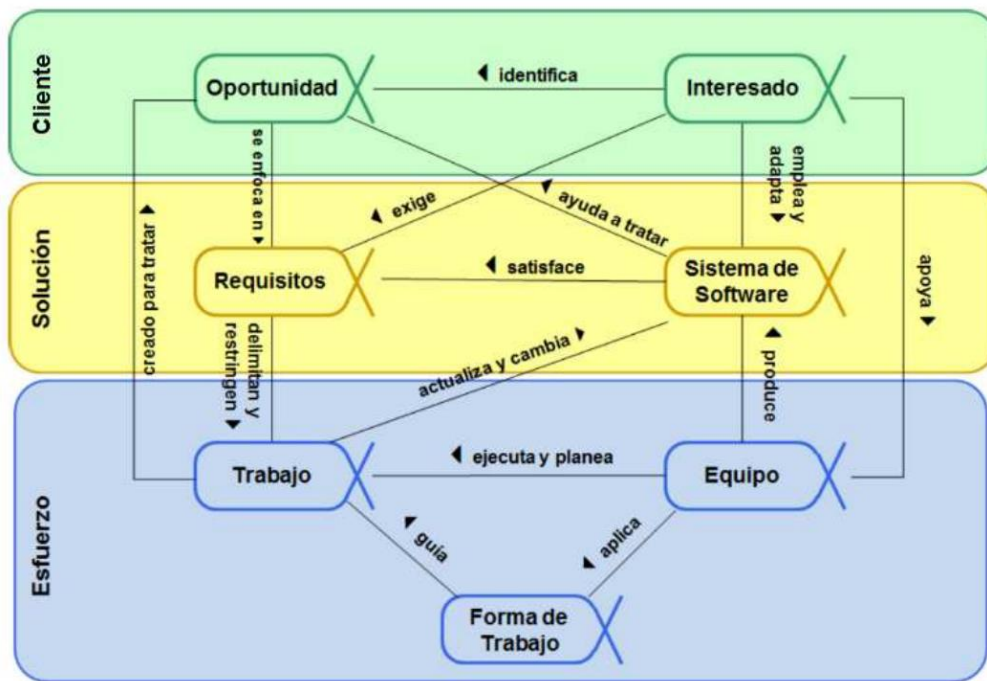 Cliente
Oportunidad
◄ identifica
Interesado
se enfoca en ▼
emplea y
adapta ▼
◄ exige
◄ ayuda a tratar
creado para tratar ▲
apoya ▼
Solución
Requisitos
◄ satisface
Sistema de
Software
delimitan y
restringen ▼
actualiza y cambia ►
▲ produce
Esfuerzo
Trabajo
◄ ejecuta y planea
Equipo
◄ guía
◄ aplica
Forma de
Trabajo